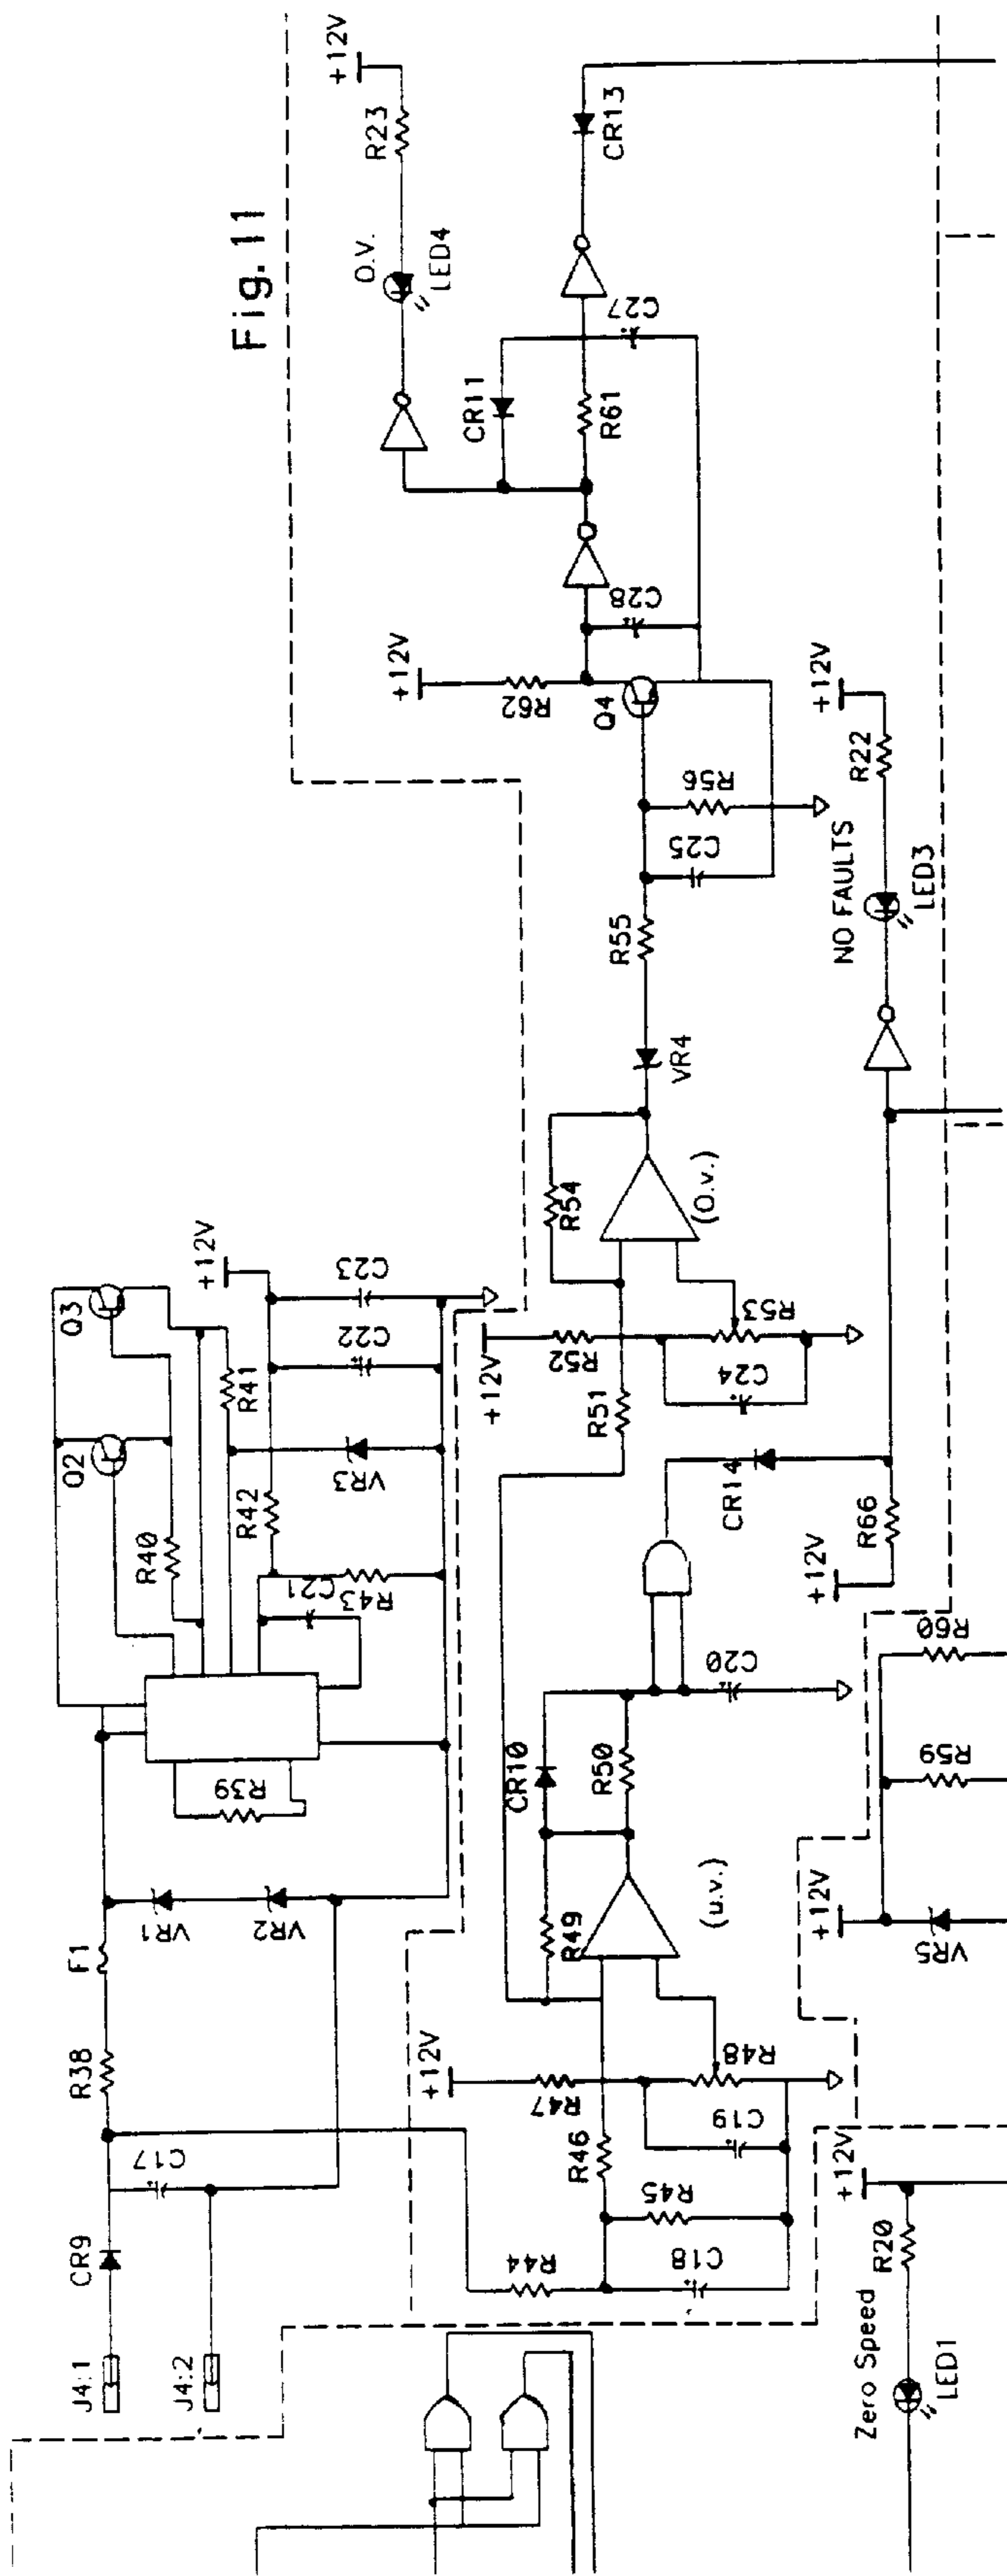 Fig.11
J4:1
CR9
C17
R38
F1
VR1
VR2
J4:2
R39
R40
Q2
Q3
R41
R42
VR3
C21
R43
C22
C23
+12V
R44
C18
R45
R46
+12V
R47
C19
R48
R49
(u.v.)
CR10
R50
C20
CR14
+12V
R66
R51
+12V
R52
C24
R53
R54
(O.v.)
VR4
R55
C25
R56
Q4
+12V
R62
C28
CR11
R61
C27
CR13
O.V.
LED4
R23
+12V
NO FAULTS
LED3
R22
+12V
Zero Speed
LED1
R20
+12V
+12V
VR5
R59
R60